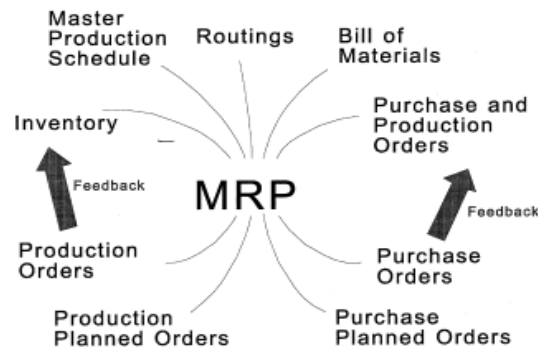 Master
Production
Schedule
Routings
Bill of
Materials
Inventory
Purchase and
Production
Orders
Feedback
MRP
Feedback
Production
Orders
Purchase
Orders
Production
Planned Orders
Purchase
Planned Orders